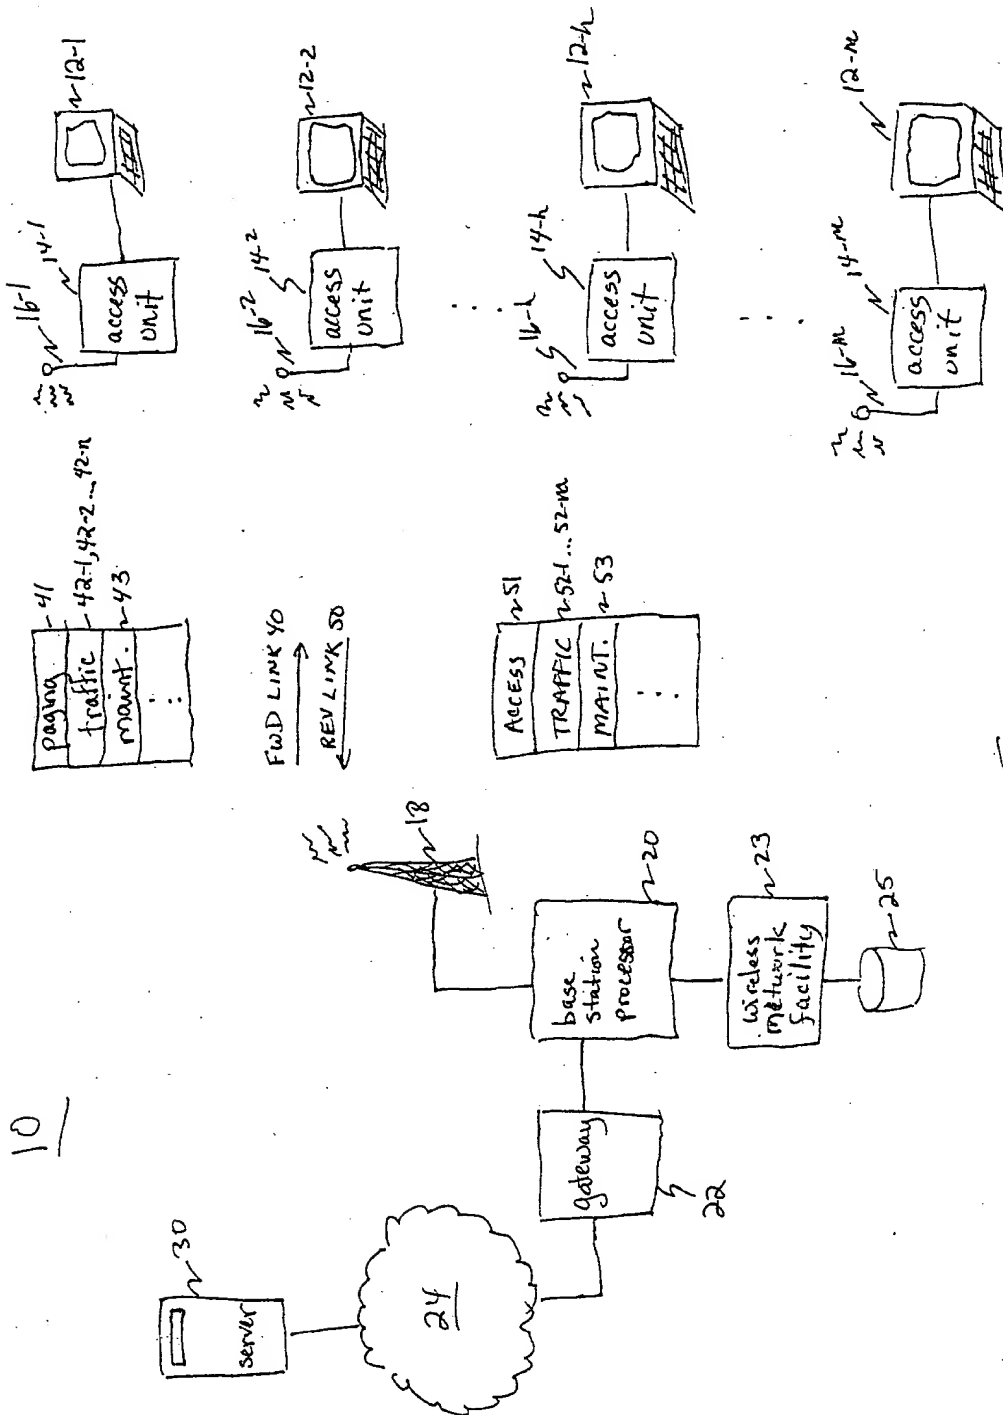 10
30
server
24
gateway
22
base
station
processor
20
18
wireless
network
facility
23
25
paging
41
traffic
42-1, 42-2 ... 42-n
maint.
43
FWD LINK 40
REV LINK 50
ACCESS
51
TRAFFIC
52-1 ... 52-na
MAINT.
53
16-1
14-1
access
unit
12-1
16-2
14-2
access
unit
12-2
16-h
14-h
access
unit
12-h
16-m
14-m
access
unit
12-m